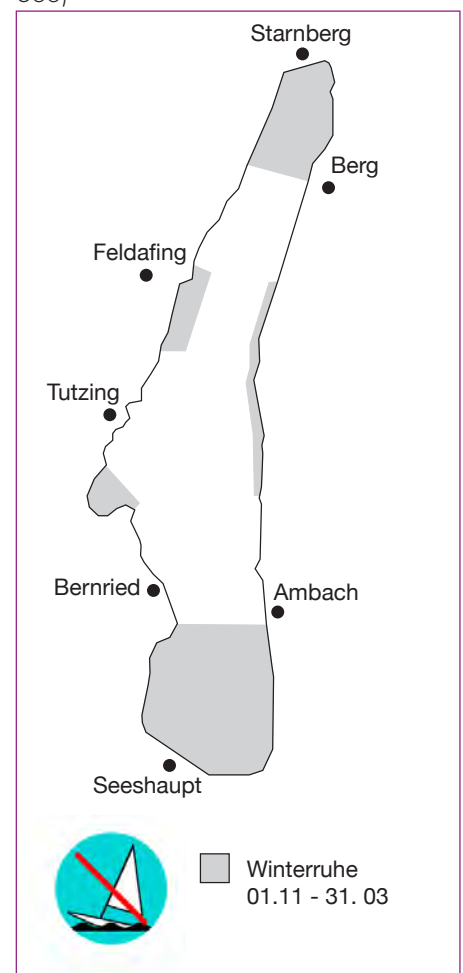 Starnberg
Berg
Feldafing
Tutzing
Bernried
Ambach
Seeshaupt
Winterruhe
01.11 - 31. 03